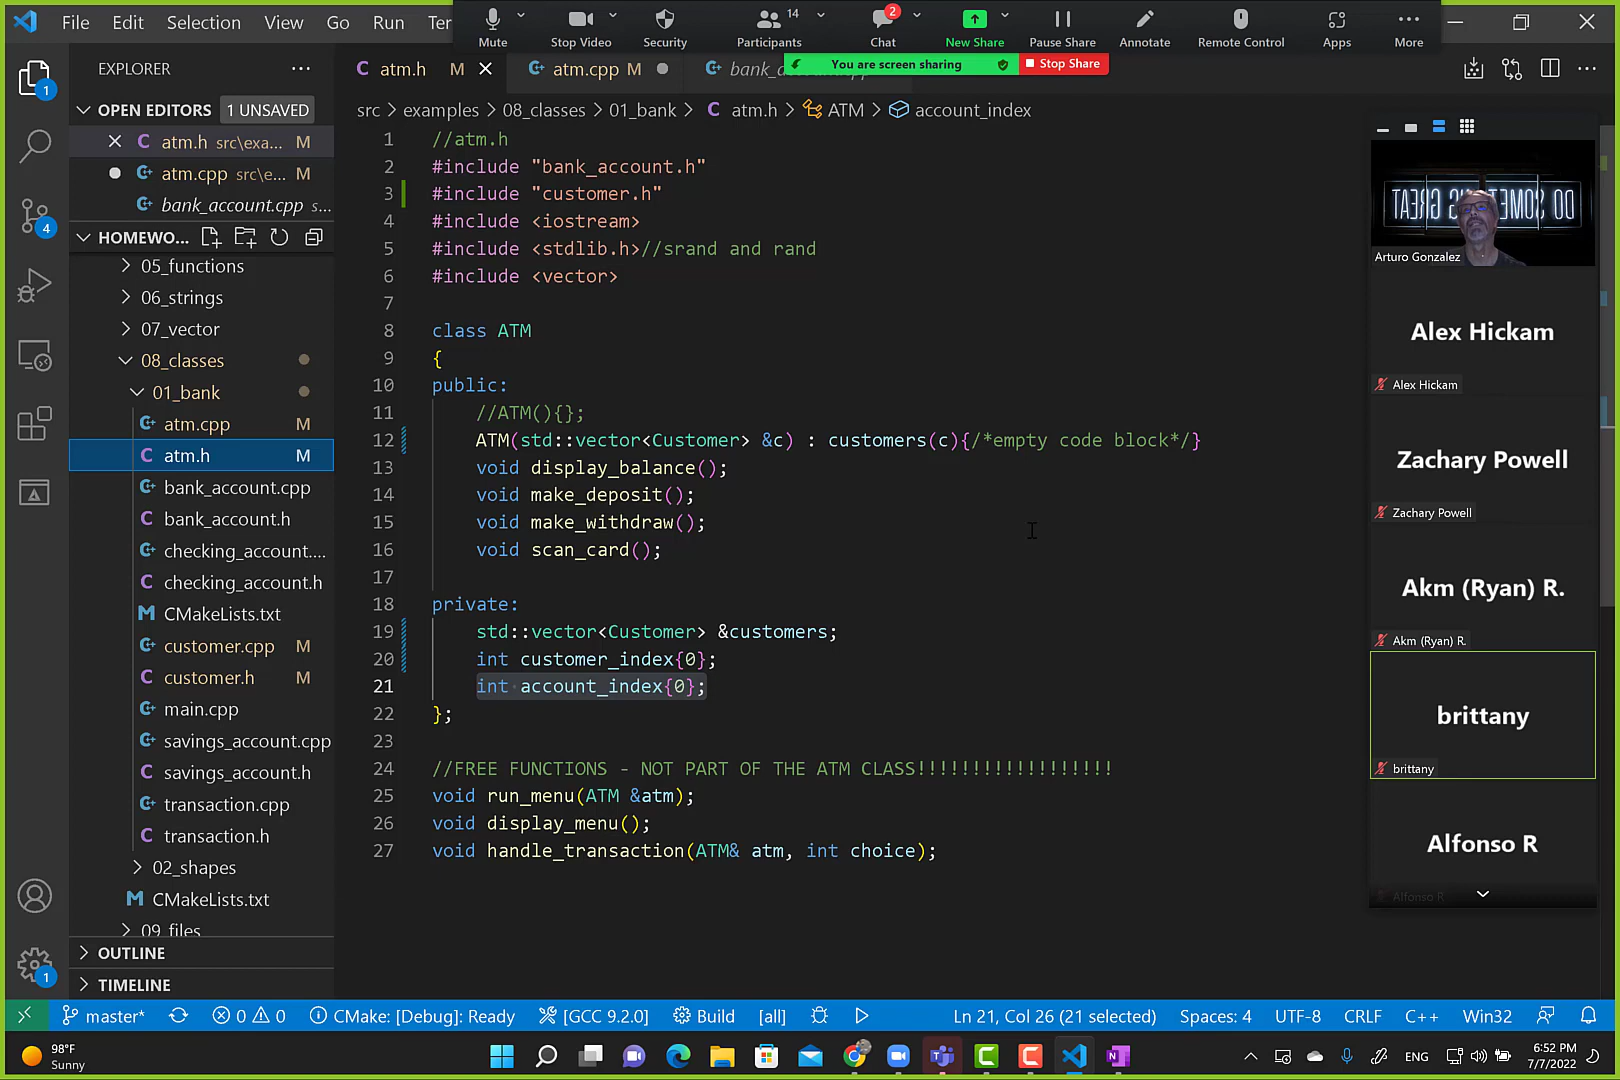 File Edit Selection View Go Run Ter
Mute
Stop Video
Security
14
Participants
2
Chat
New Share
Pause Share
Annotate
Remote Control
Apps
More
You are screen sharing
Stop Share
EXPLORER
atm.h M
atm.cpp M
OPEN EDITORS 1 UNSAVED
atm.h src\exa... M
atm.cpp src\e... M
bank_account.cpp s...
HOMEWO...
05_functions
06_strings
07_vector
08_classes
01_bank
atm.cpp M
atm.h M
bank_account.cpp
bank_account.h
checking_account....
checking_account.h
CMakeLists.txt
customer.cpp M
customer.h M
main.cpp
savings_account.cpp
savings_account.h
transaction.cpp
transaction.h
02_shapes
CMakeLists.txt
09_files
OUTLINE
TIMELINE
1
4
1
src > examples > 08_classes > 01_bank > C atm.h > ATM > account_index
1 //atm.h
2 #include "bank_account.h"
3 #include "customer.h"
4 #include <iostream>
5 #include <stdlib.h>//srand and rand
6 #include <vector>
7
8 class ATM
9 {
10 public:
11 //ATM(){};
12 ATM(std::vector<Customer> &c) : customers(c){/*empty code block*/}
13 void display_balance();
14 void make_deposit();
15 void make_withdraw();
16 void scan_card();
17
18 private:
19 std::vector<Customer> &customers;
20 int customer_index{0};
21 int account_index{0};
22 };
23
24 //FREE FUNCTIONS - NOT PART OF THE ATM CLASS!!!!!!!!!!!!!!!!!!
25 void run_menu(ATM &atm);
26 void display_menu();
27 void handle_transaction(ATM& atm, int choice);
DO SOMETHING GREAT
Arturo Gonzalez
Alex Hickam
Alex Hickam
Zachary Powell
Zachary Powell
Akm (Ryan) R.
Akm (Ryan) R.
brittany
brittany
Alfonso R
Alfonso R
master* 0 0 CMake: [Debug]: Ready [GCC 9.2.0] Build [all] Ln 21, Col 26 (21 selected) Spaces: 4 UTF-8 CRLF C++ Win32
98°F
Sunny
ENG
6:52 PM
7/7/2022